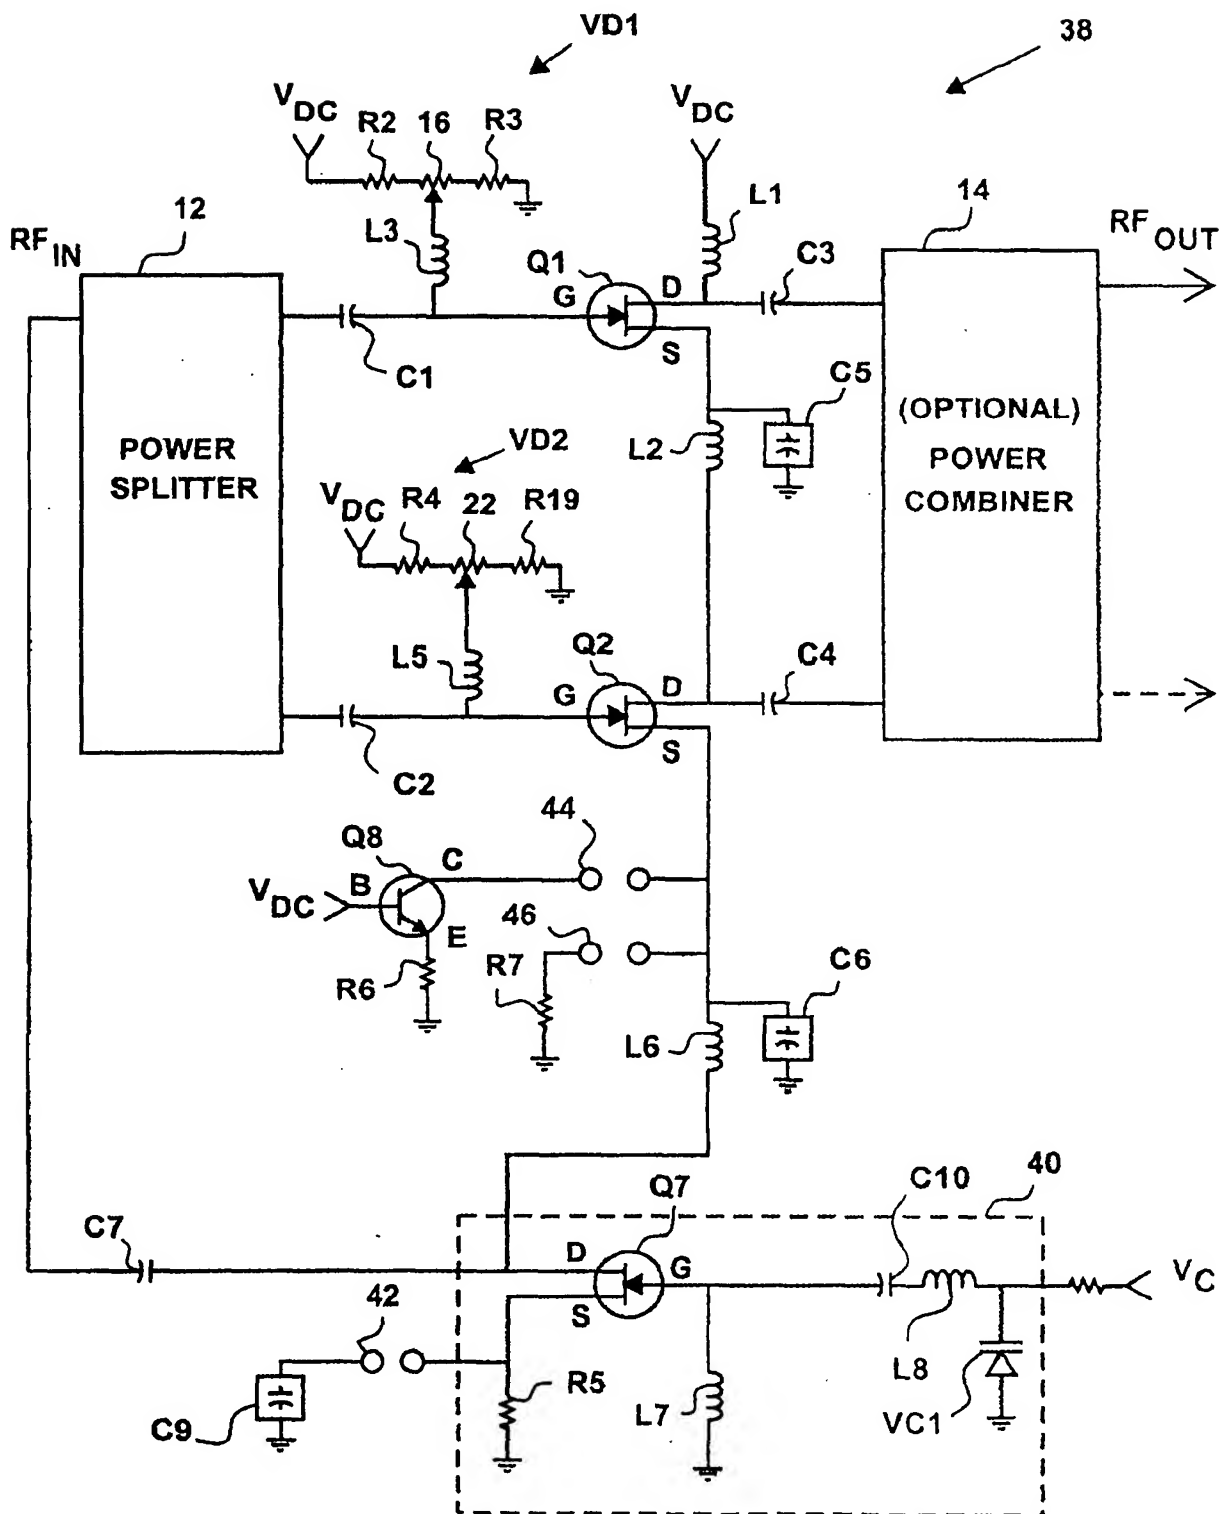 VD1
38
VDC
R2
16
R3
VDC
12
L3
L1
14
RFIN
Q1
G
D
C3
RFOUT
S
C1
C5
L2
(OPTIONAL)
POWER
COMBINER
POWER
SPLITTER
VD2
VDC
R4
22
R19
L5
Q2
G
D
C4
S
C2
44
Q8
C
B
VDC
E
46
R6
R7
C6
L6
C7
Q7
C10
40
D
G
S
VC
42
R5
L7
L8
C9
VC1